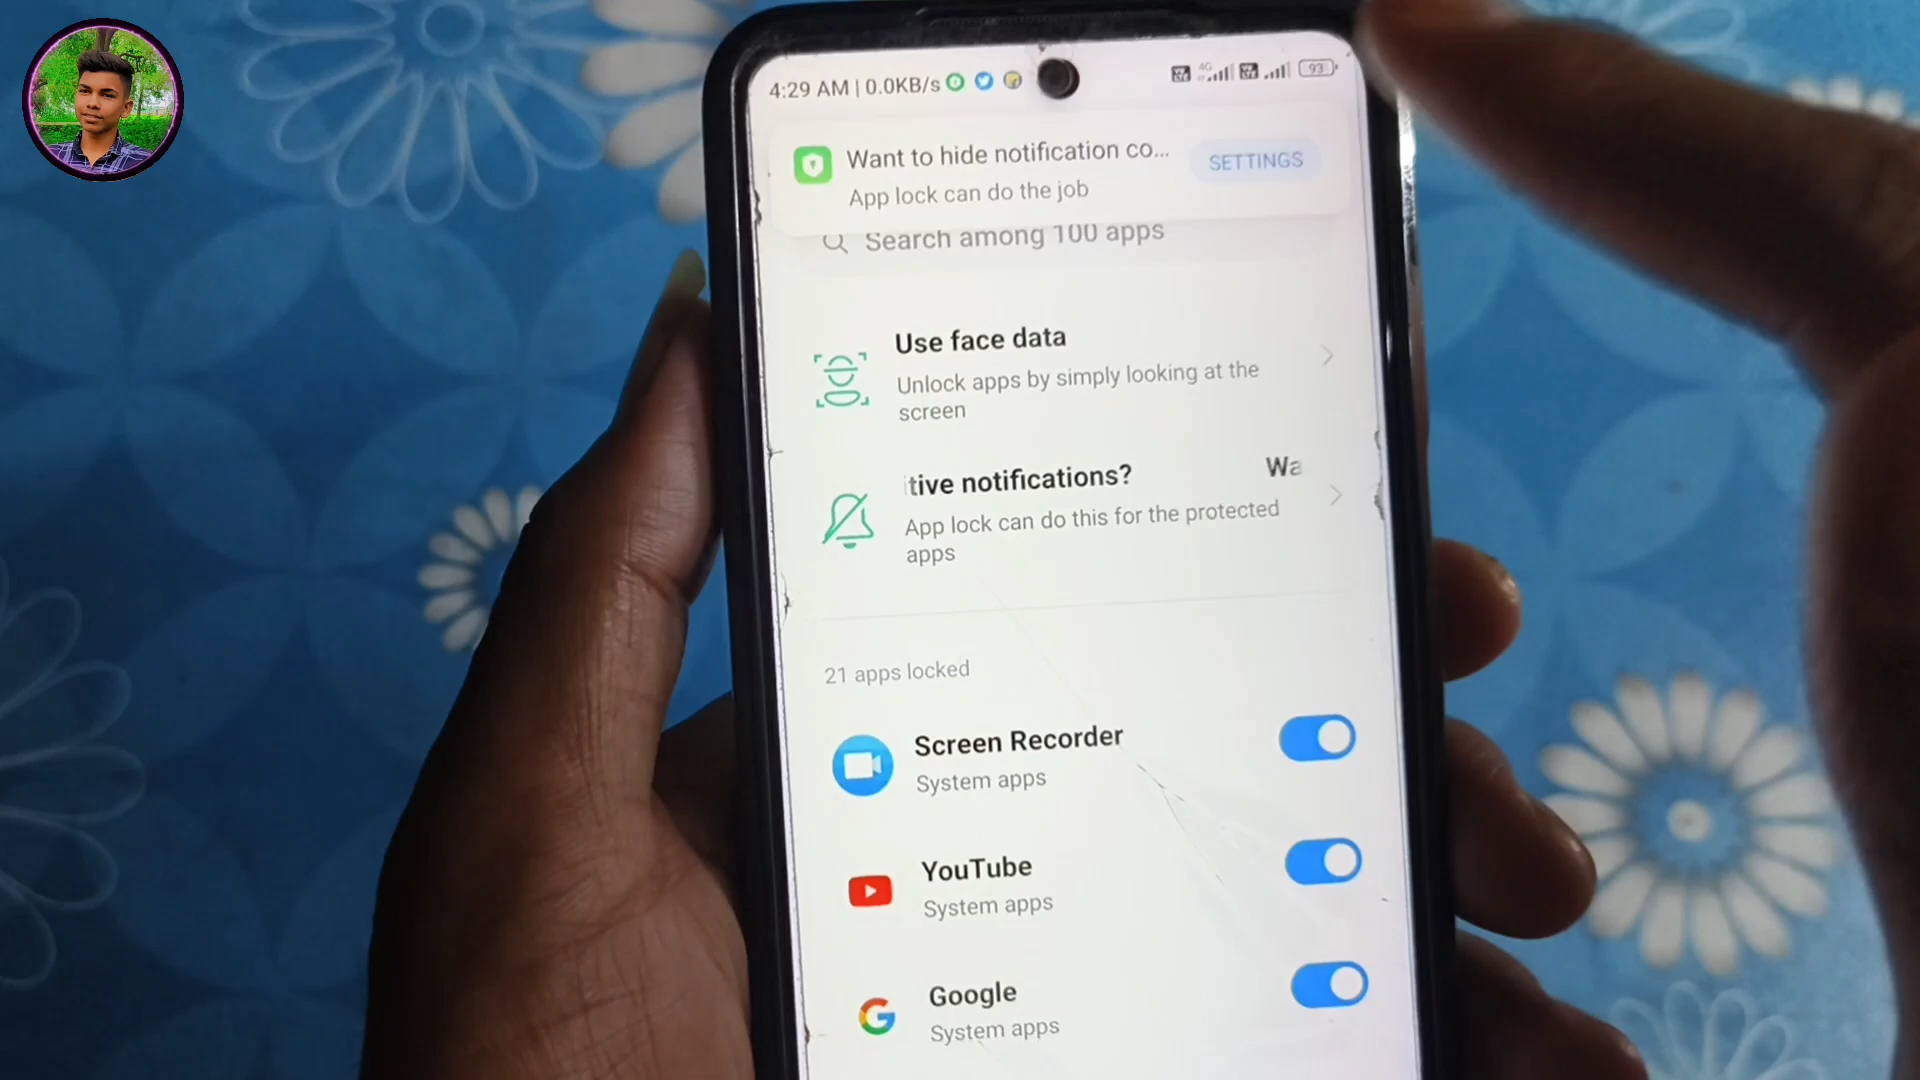 4:29 AM | 0.0KB/s 4G 93
Want to hide notification co...
App lock can do the job
SETTINGS
Search among 100 apps
Use face data
Unlock apps by simply looking at the
screen
tive notifications? Wa
App lock can do this for the protected
apps
21 apps locked
Screen Recorder
System apps
YouTube
System apps
Google
System apps